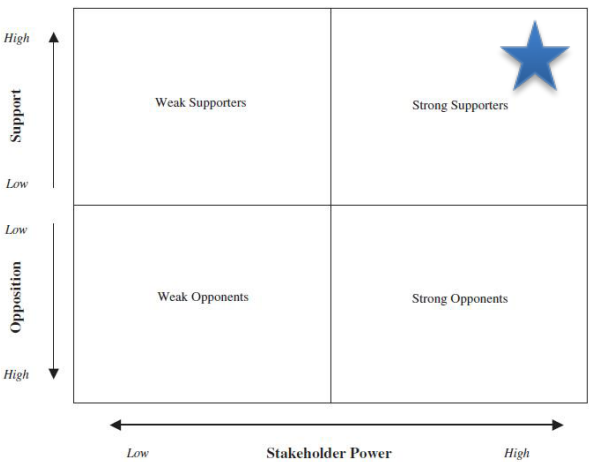 High
Support
Low
Weak Supporters
Strong Supporters
Low
Opposition
High
Weak Opponents
Strong Opponents
Low
Stakeholder Power
High